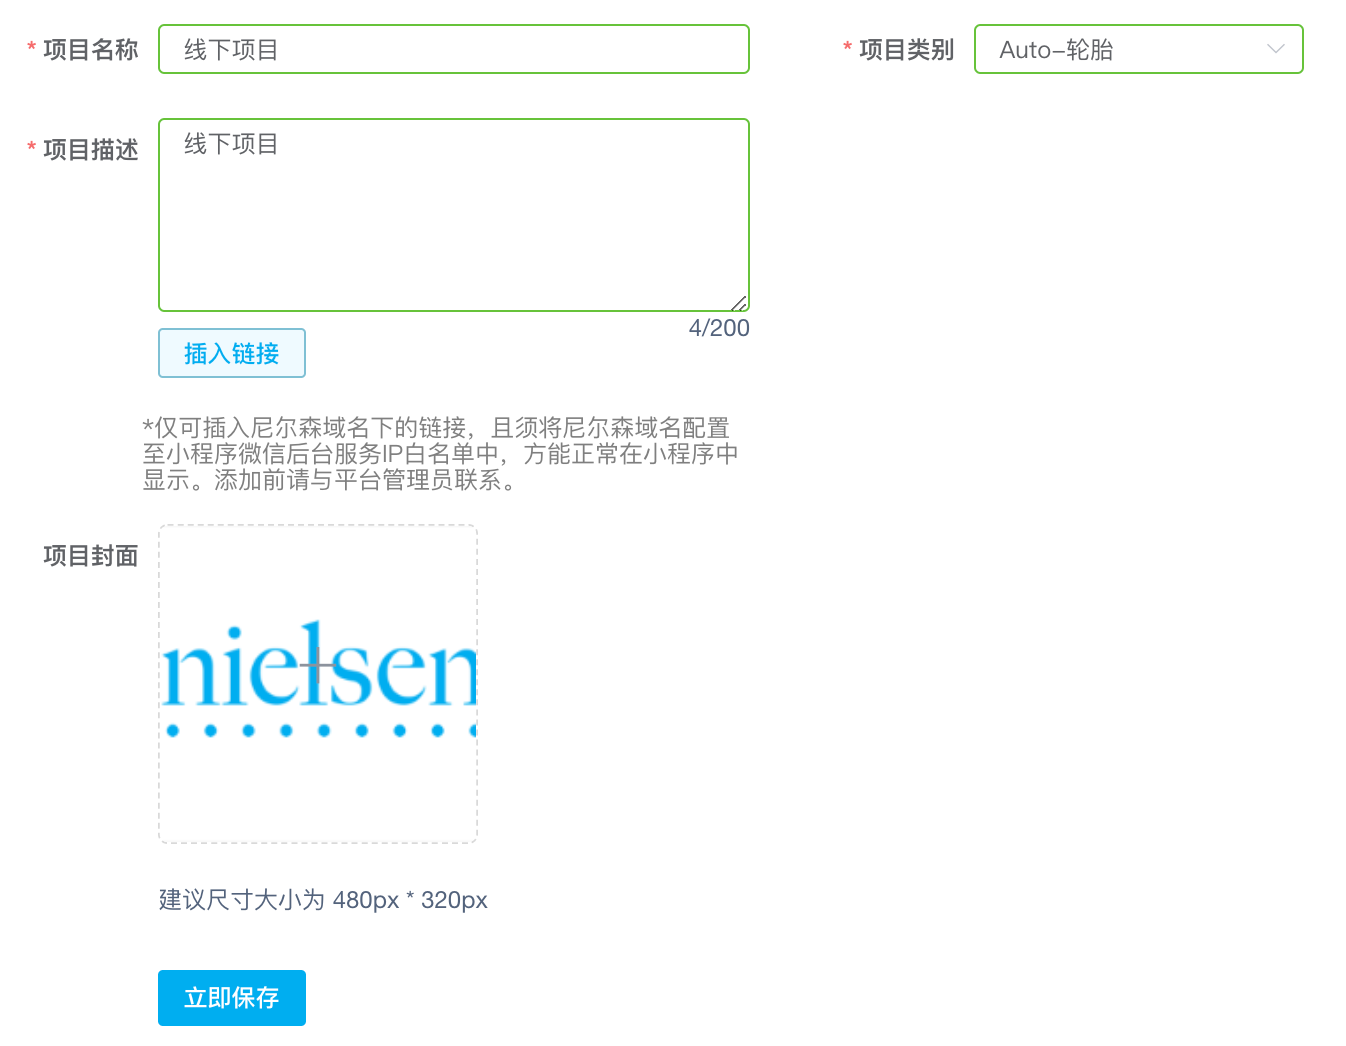 * 项目名称
线下项目
* 项目类别
Auto-轮胎
* 项目描述
线下项目
4/200
插入链接
*仅可插入尼尔森域名下的链接，且须将尼尔森域名配置
至小程序微信后台服务IP白名单中，方能正常在小程序中
显示。添加前请与平台管理员联系。
项目封面
nielsen
建议尺寸大小为 480px * 320px
立即保存